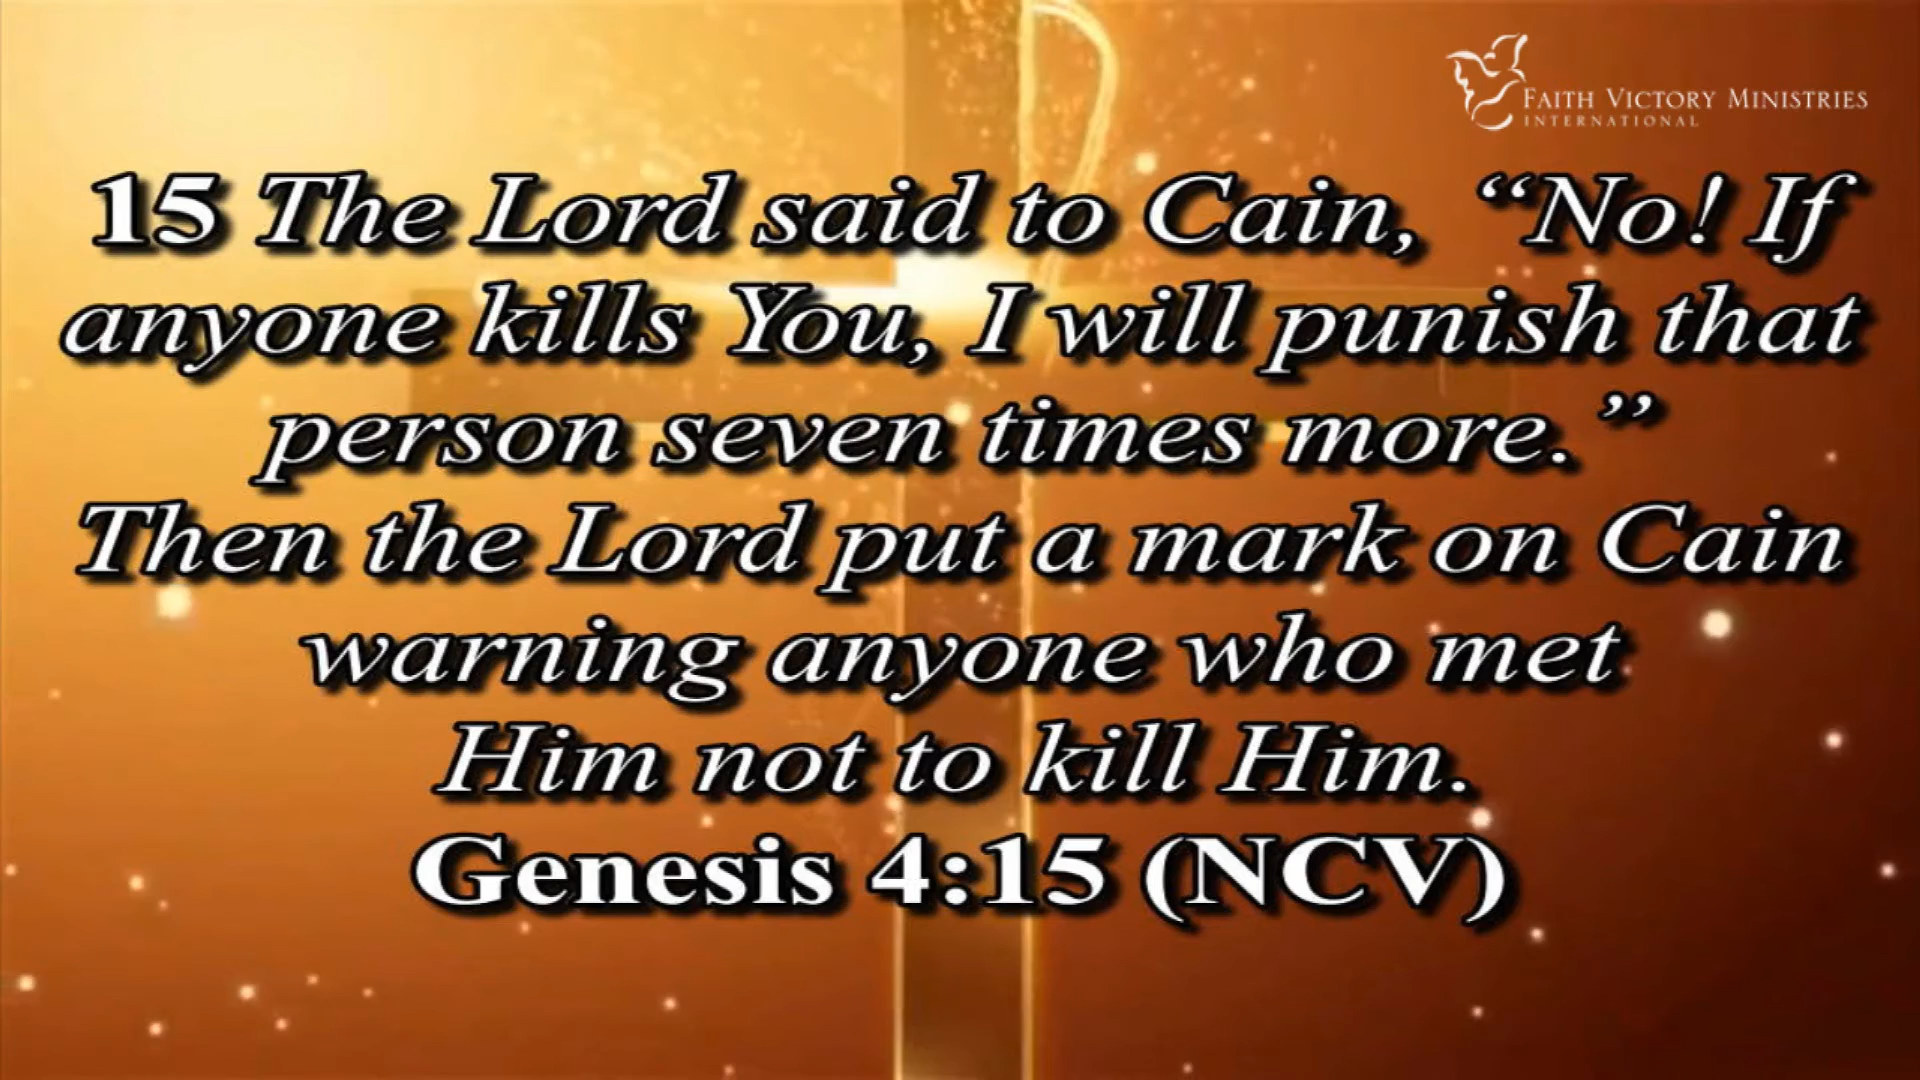 FAITH VICTORY MINISTRIES
INTERNATIONAL
15 The Lord said to Cain, “No! If
anyone kills You, I will punish that
person seven times more.”
Then the Lord put a mark on Cain
warning anyone who met
Him not to kill Him.
Genesis 4:15 (NCV)